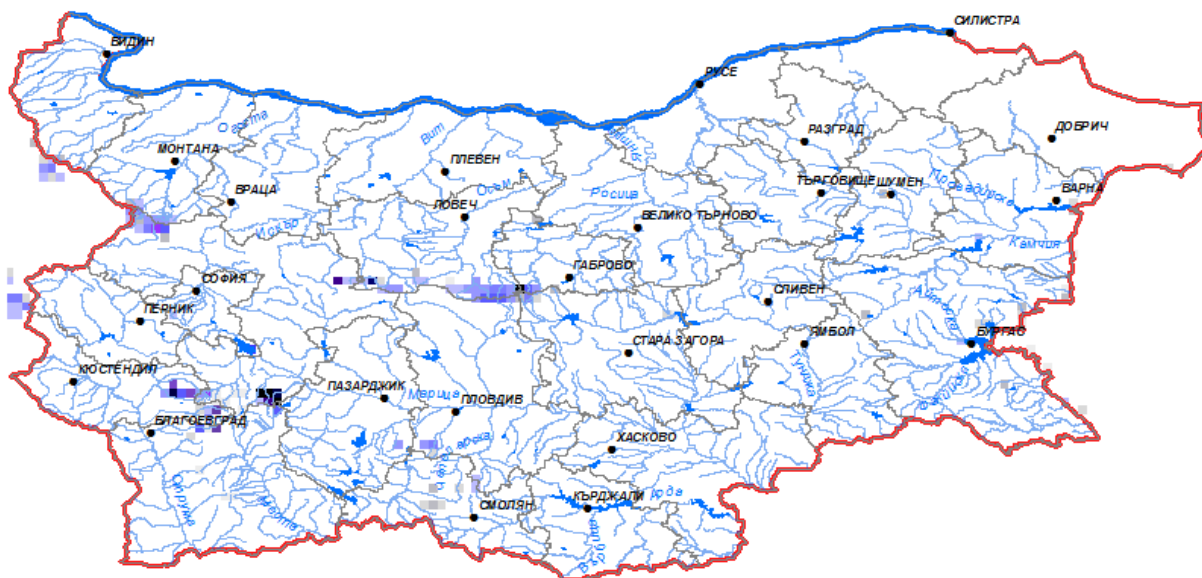 СИЛИСТРА
ВИДИН
РУСЕ
Огоста
РАЗГРАД
ДОБРИЧ
МОНТАНА
Вит
ПЛЕВЕН
ВРАЦА
Осъм
Росица
ТЪРГОВИЩЕ
ШУМЕН
ВАРНА
ЛОВЕЧ
Искър
ВЕЛИКО ТЪРНОВО
Камчия
СОФИЯ
ГАБРОВО
СЛИВЕН
ПЕРНИК
ЯМБОЛ
БУРГАС
СТАРА ЗАГОРА
КЮСТЕНДИЛ
ПАЗАРДЖИК
Марица
ПЛОВДИВ
Тунджа
БЛАГОЕВГРАД
ХАСКОВО
Струма
Места
КЪРДЖАЛИ
СМОЛЯН